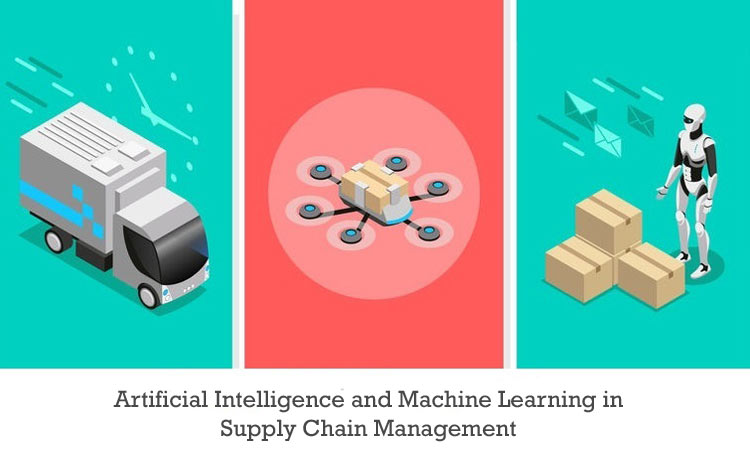 Artificial Intelligence and Machine Learning in
Supply Chain Management